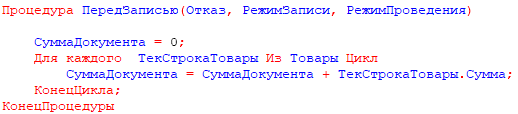 Процедура ПередЗаписью(Отказ, РежимЗаписи, РежимПроведения)
СуммаДокумента = 0;
Для каждого ТекСтрокаТовары Из Товары Цикл
СуммаДокумента = СуммаДокумента + ТекСтрокаТовары.Сумма;
КонецЦикла;
КонецПроцедуры